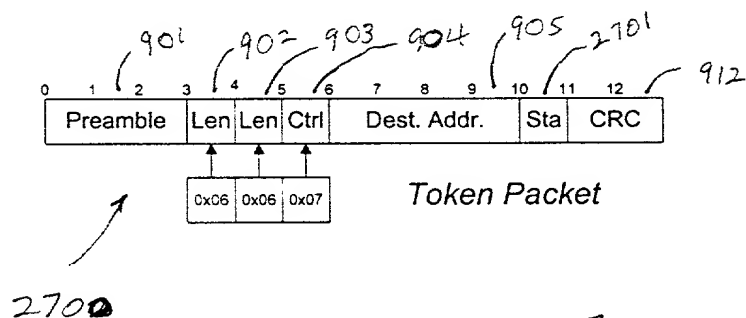 901 902 903 904 905 2701 912
0 1 2 3 4 5 6 7 8 9 10 11 12
Preamble Len Len Ctrl Dest. Addr. Sta CRC
0x06 0x06 0x07 Token Packet
2700